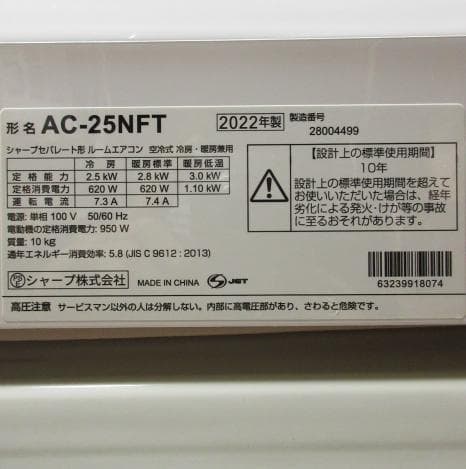 形名 AC-25NFT 2022年製 製造番号 28004499
シャープセパレート形 ルームエアコン 空冷式 冷房・暖房兼用
冷房 暖房標準 暖房低温
定格能力 2.5 kW 2.8 kW 3.0 kW
定格消費電力 620 W 620 W 1.10 kW
運転電流 7.3 A 7.4 A
電源: 単相 100 V 50/60 Hz
電動機の定格消費電力: 950 W
質量: 10 kg
通年エネルギー消費効率: 5.8 (JIS C 9612 : 2013)
シャープ株式会社 MADE IN CHINA JET
【設計上の標準使用期間】
10年
設計上の標準使用期間を超えて
お使いいただいた場合は、経年
劣化による発火・けが等の事故
に至るおそれがあります。
63239918074
高圧注意 サービスマン以外の人は分解しない。内部に高電圧部があり、さわると危険です。